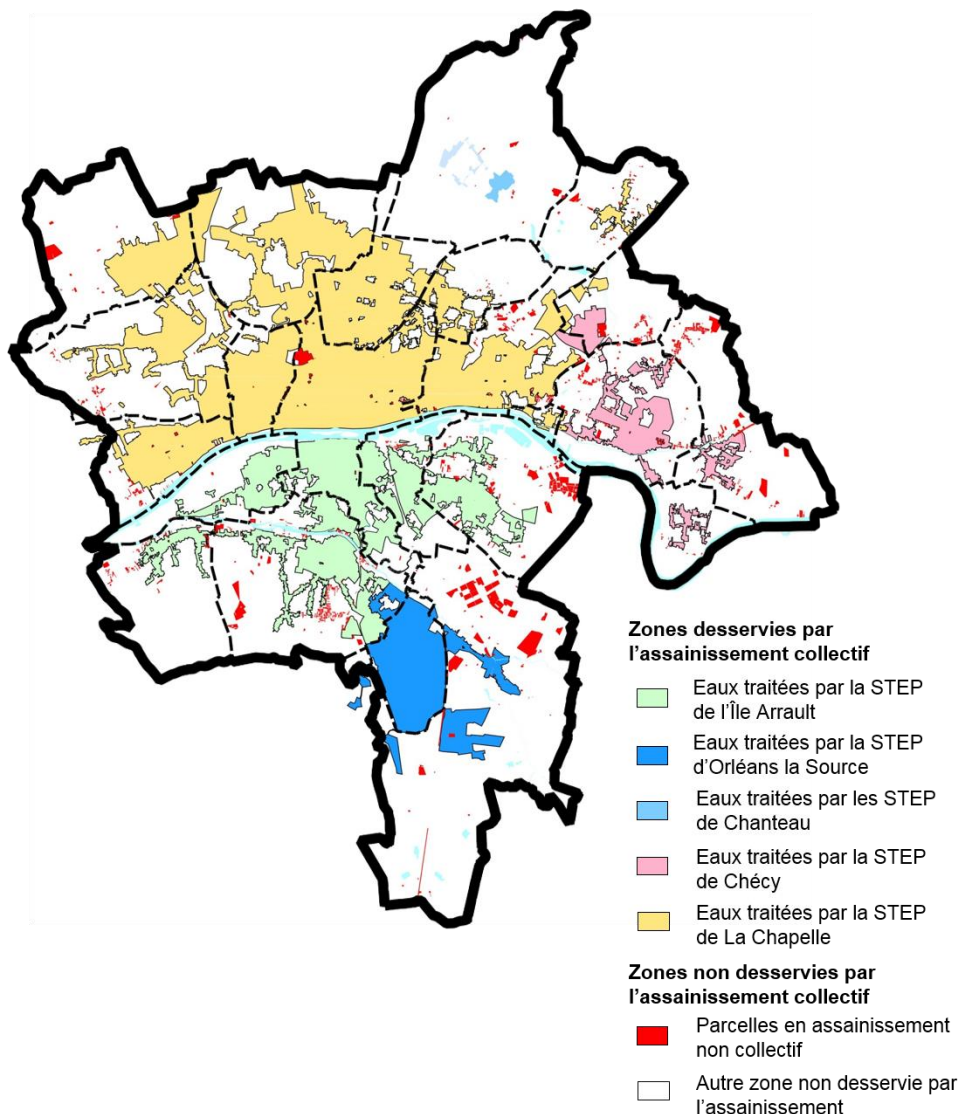 Zones desservies par
l'assainissement collectif
Eaux traitées par la STEP
de l'Île Arrault
Eaux traitées par la STEP
d'Orléans la Source
Eaux traitées par les STEP
de Chanteau
Eaux traitées par la STEP
de Chécy
Eaux traitées par la STEP
de La Chapelle
Zones non desservies par
l'assainissement collectif
Parcelles en assainissement
non collectif
Autre zone non desservie par
l'assainissement